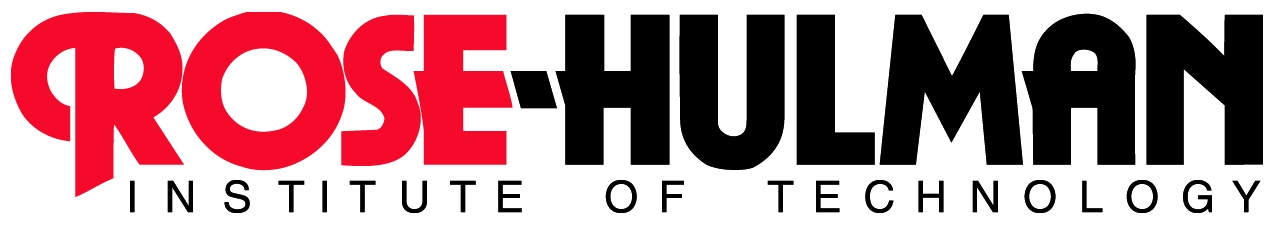 ROSE-HULMAN
INSTITUTE OF TECHNOLOGY